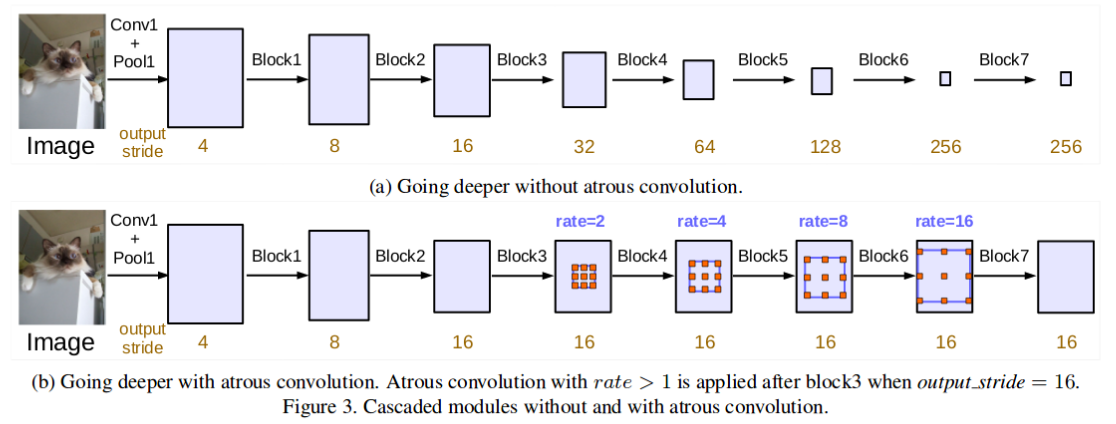 Conv1
+
Pool1
Block1
Block2
Block3
Block4
Block5
Block6
Block7
Image
output
stride
4
8
16
32
64
128
256
256
(a) Going deeper without atrous convolution.
rate=2
rate=4
rate=8
rate=16
Conv1
+
Pool1
Block1
Block2
Block3
Block4
Block5
Block6
Block7
Image
output
stride
4
8
16
16
16
16
16
16
(b) Going deeper with atrous convolution. Atrous convolution with rate > 1 is applied after block3 when output_stride = 16.
Figure 3. Cascaded modules without and with atrous convolution.